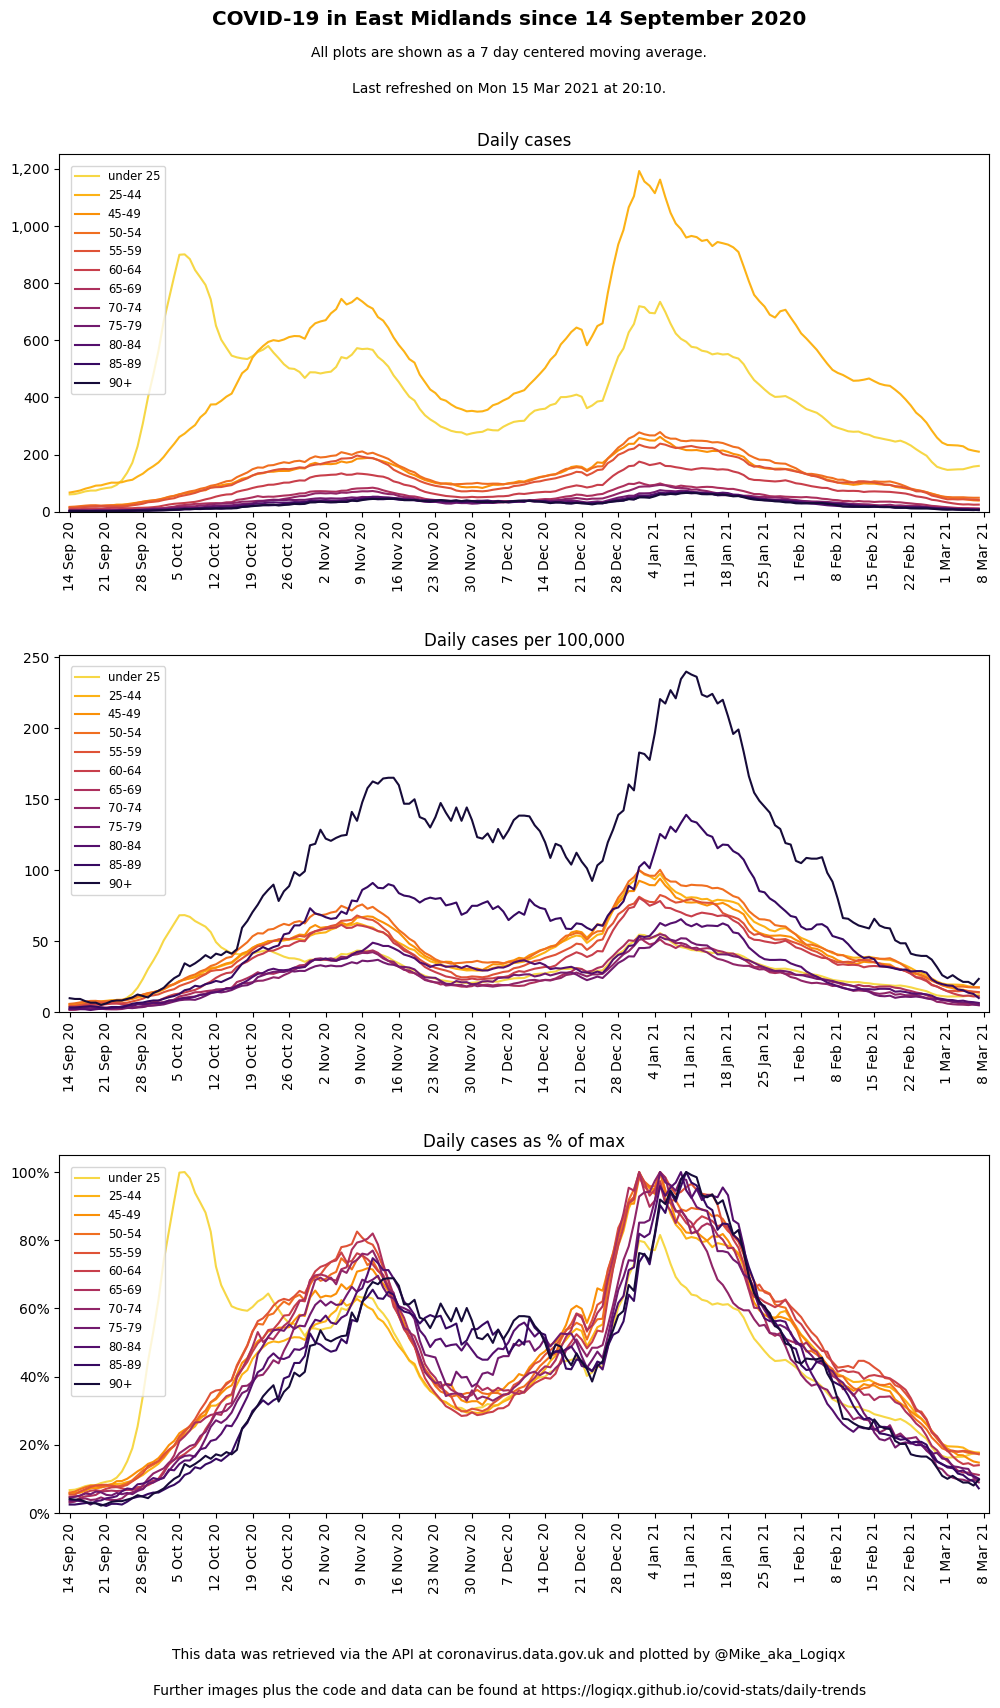 COVID-19 in East Midlands since 14 September 2020
All plots are shown as a 7 day centered moving average.
Last refreshed on Mon 15 Mar 2021 at 20:10.
Daily cases
1,200
1,000
800
600
400
200
0
under 25
25-44
45-49
50-54
55-59
60-64
65-69
70-74
75-79
80-84
85-89
90+
14 Sep 20
21 Sep 20
28 Sep 20
5 Oct 20
12 Oct 20
19 Oct 20
26 Oct 20
2 Nov 20
9 Nov 20
16 Nov 20
23 Nov 20
30 Nov 20
7 Dec 20
14 Dec 20
21 Dec 20
28 Dec 20
4 Jan 21
11 Jan 21
18 Jan 21
25 Jan 21
1 Feb 21
8 Feb 21
15 Feb 21
22 Feb 21
1 Mar 21
8 Mar 21
Daily cases per 100,000
250
200
150
100
50
0
under 25
25-44
45-49
50-54
55-59
60-64
65-69
70-74
75-79
80-84
85-89
90+
14 Sep 20
21 Sep 20
28 Sep 20
5 Oct 20
12 Oct 20
19 Oct 20
26 Oct 20
2 Nov 20
9 Nov 20
16 Nov 20
23 Nov 20
30 Nov 20
7 Dec 20
14 Dec 20
21 Dec 20
28 Dec 20
4 Jan 21
11 Jan 21
18 Jan 21
25 Jan 21
1 Feb 21
8 Feb 21
15 Feb 21
22 Feb 21
1 Mar 21
8 Mar 21
Daily cases as % of max
100%
80%
60%
40%
20%
0%
under 25
25-44
45-49
50-54
55-59
60-64
65-69
70-74
75-79
80-84
85-89
90+
14 Sep 20
21 Sep 20
28 Sep 20
5 Oct 20
12 Oct 20
19 Oct 20
26 Oct 20
2 Nov 20
9 Nov 20
16 Nov 20
23 Nov 20
30 Nov 20
7 Dec 20
14 Dec 20
21 Dec 20
28 Dec 20
4 Jan 21
11 Jan 21
18 Jan 21
25 Jan 21
1 Feb 21
8 Feb 21
15 Feb 21
22 Feb 21
1 Mar 21
8 Mar 21
This data was retrieved via the API at coronavirus.data.gov.uk and plotted by @Mike_aka_Logiqx
Further images plus the code and data can be found at https://logiqx.github.io/covid-stats/daily-trends